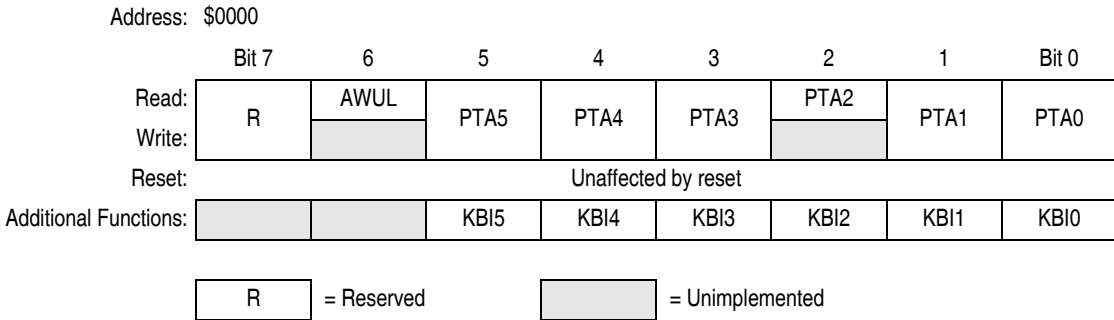 Address: $0000
Bit 7 6 5 4 3 2 1 Bit 0
Read: R AWUL PTA5 PTA4 PTA3 PTA2 PTA1 PTA0
Write:
Reset: Unaffected by reset
Additional Functions: KBI5 KBI4 KBI3 KBI2 KBI1 KBI0
R = Reserved = Unimplemented